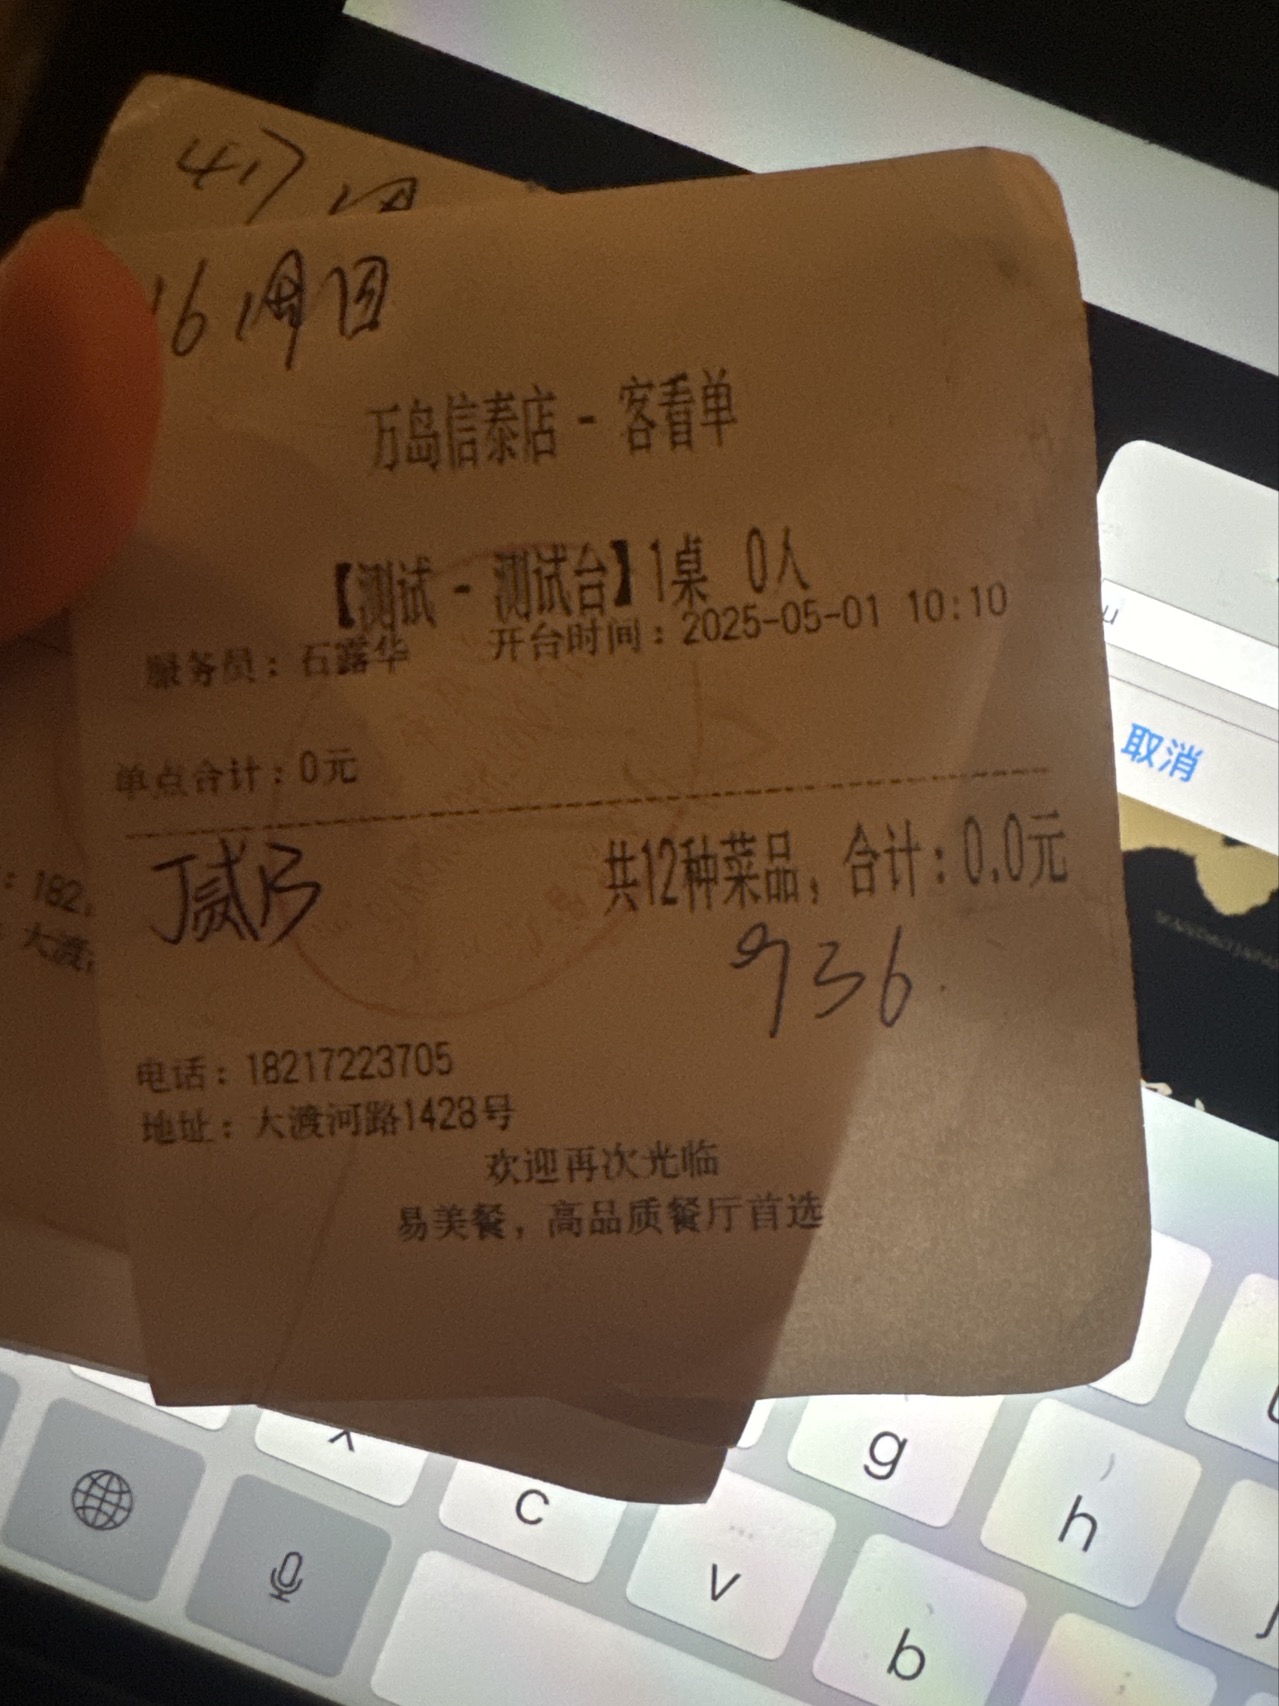 417
16
万岛信泰店 - 客看单
【测试 - 测试台】1桌 0人
服务员：石露华 开台时间：2025-05-01 10:10
单点合计：0元
共12种菜品，合计：0.0元
936
电话：18217223705
地址：大渡河路1428号
欢迎再次光临
易美餐，高品质餐厅首选
：182
：大渡
取消
x
c
v
g
h
b